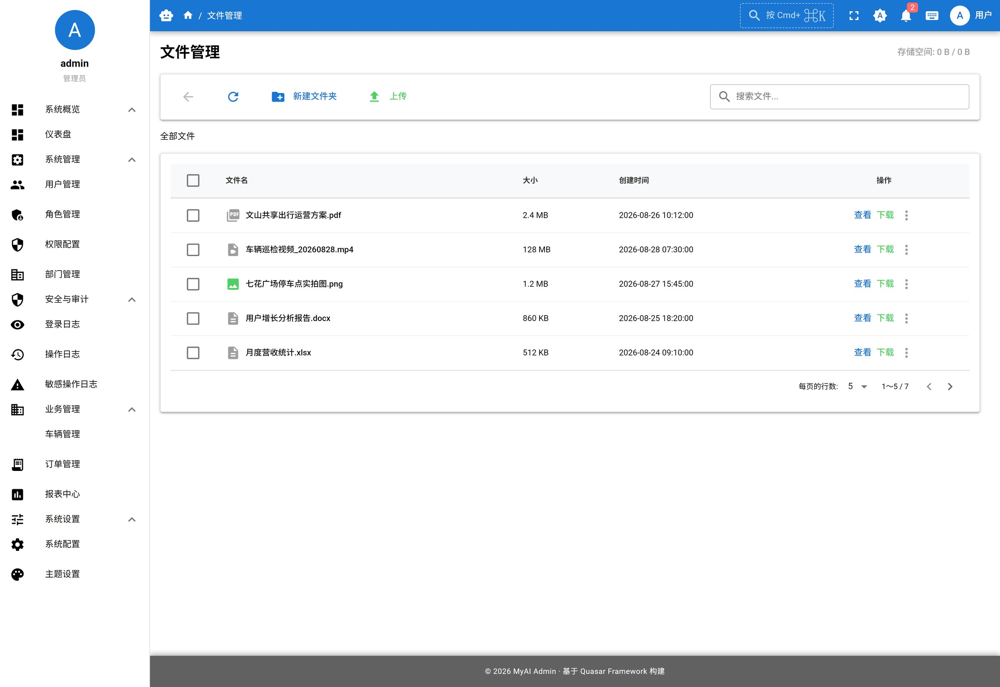 A
admin
管理员
系统概览
仪表盘
系统管理
用户管理
角色管理
权限配置
部门管理
安全与审计
登录日志
操作日志
敏感操作日志
业务管理
车辆管理
订单管理
报表中心
系统设置
系统配置
主题设置
/ 文件管理
按 Cmd+ ⌘K
A
2
A 用户
文件管理
存储空间: 0 B / 0 B
新建文件夹 上传
搜索文件...
全部文件
文件名 大小 创建时间 操作
PDF 文山共享出行运营方案.pdf 2.4 MB 2026-08-26 10:12:00 查看 下载
车辆巡检视频_20260828.mp4 128 MB 2026-08-28 07:30:00 查看 下载
七花广场停车点实拍图.png 1.2 MB 2026-08-27 15:45:00 查看 下载
用户增长分析报告.docx 860 KB 2026-08-25 18:20:00 查看 下载
月度营收统计.xlsx 512 KB 2026-08-24 09:10:00 查看 下载
每页的行数: 5 1～5 / 7
© 2026 MyAI Admin · 基于 Quasar Framework 构建